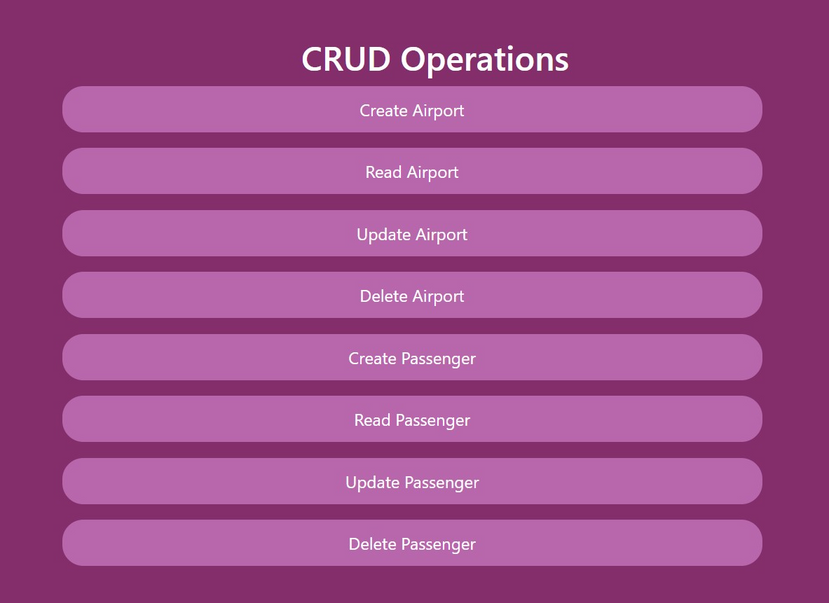 CRUD Operations
Create Airport
Read Airport
Update Airport
Delete Airport
Create Passenger
Read Passenger
Update Passenger
Delete Passenger